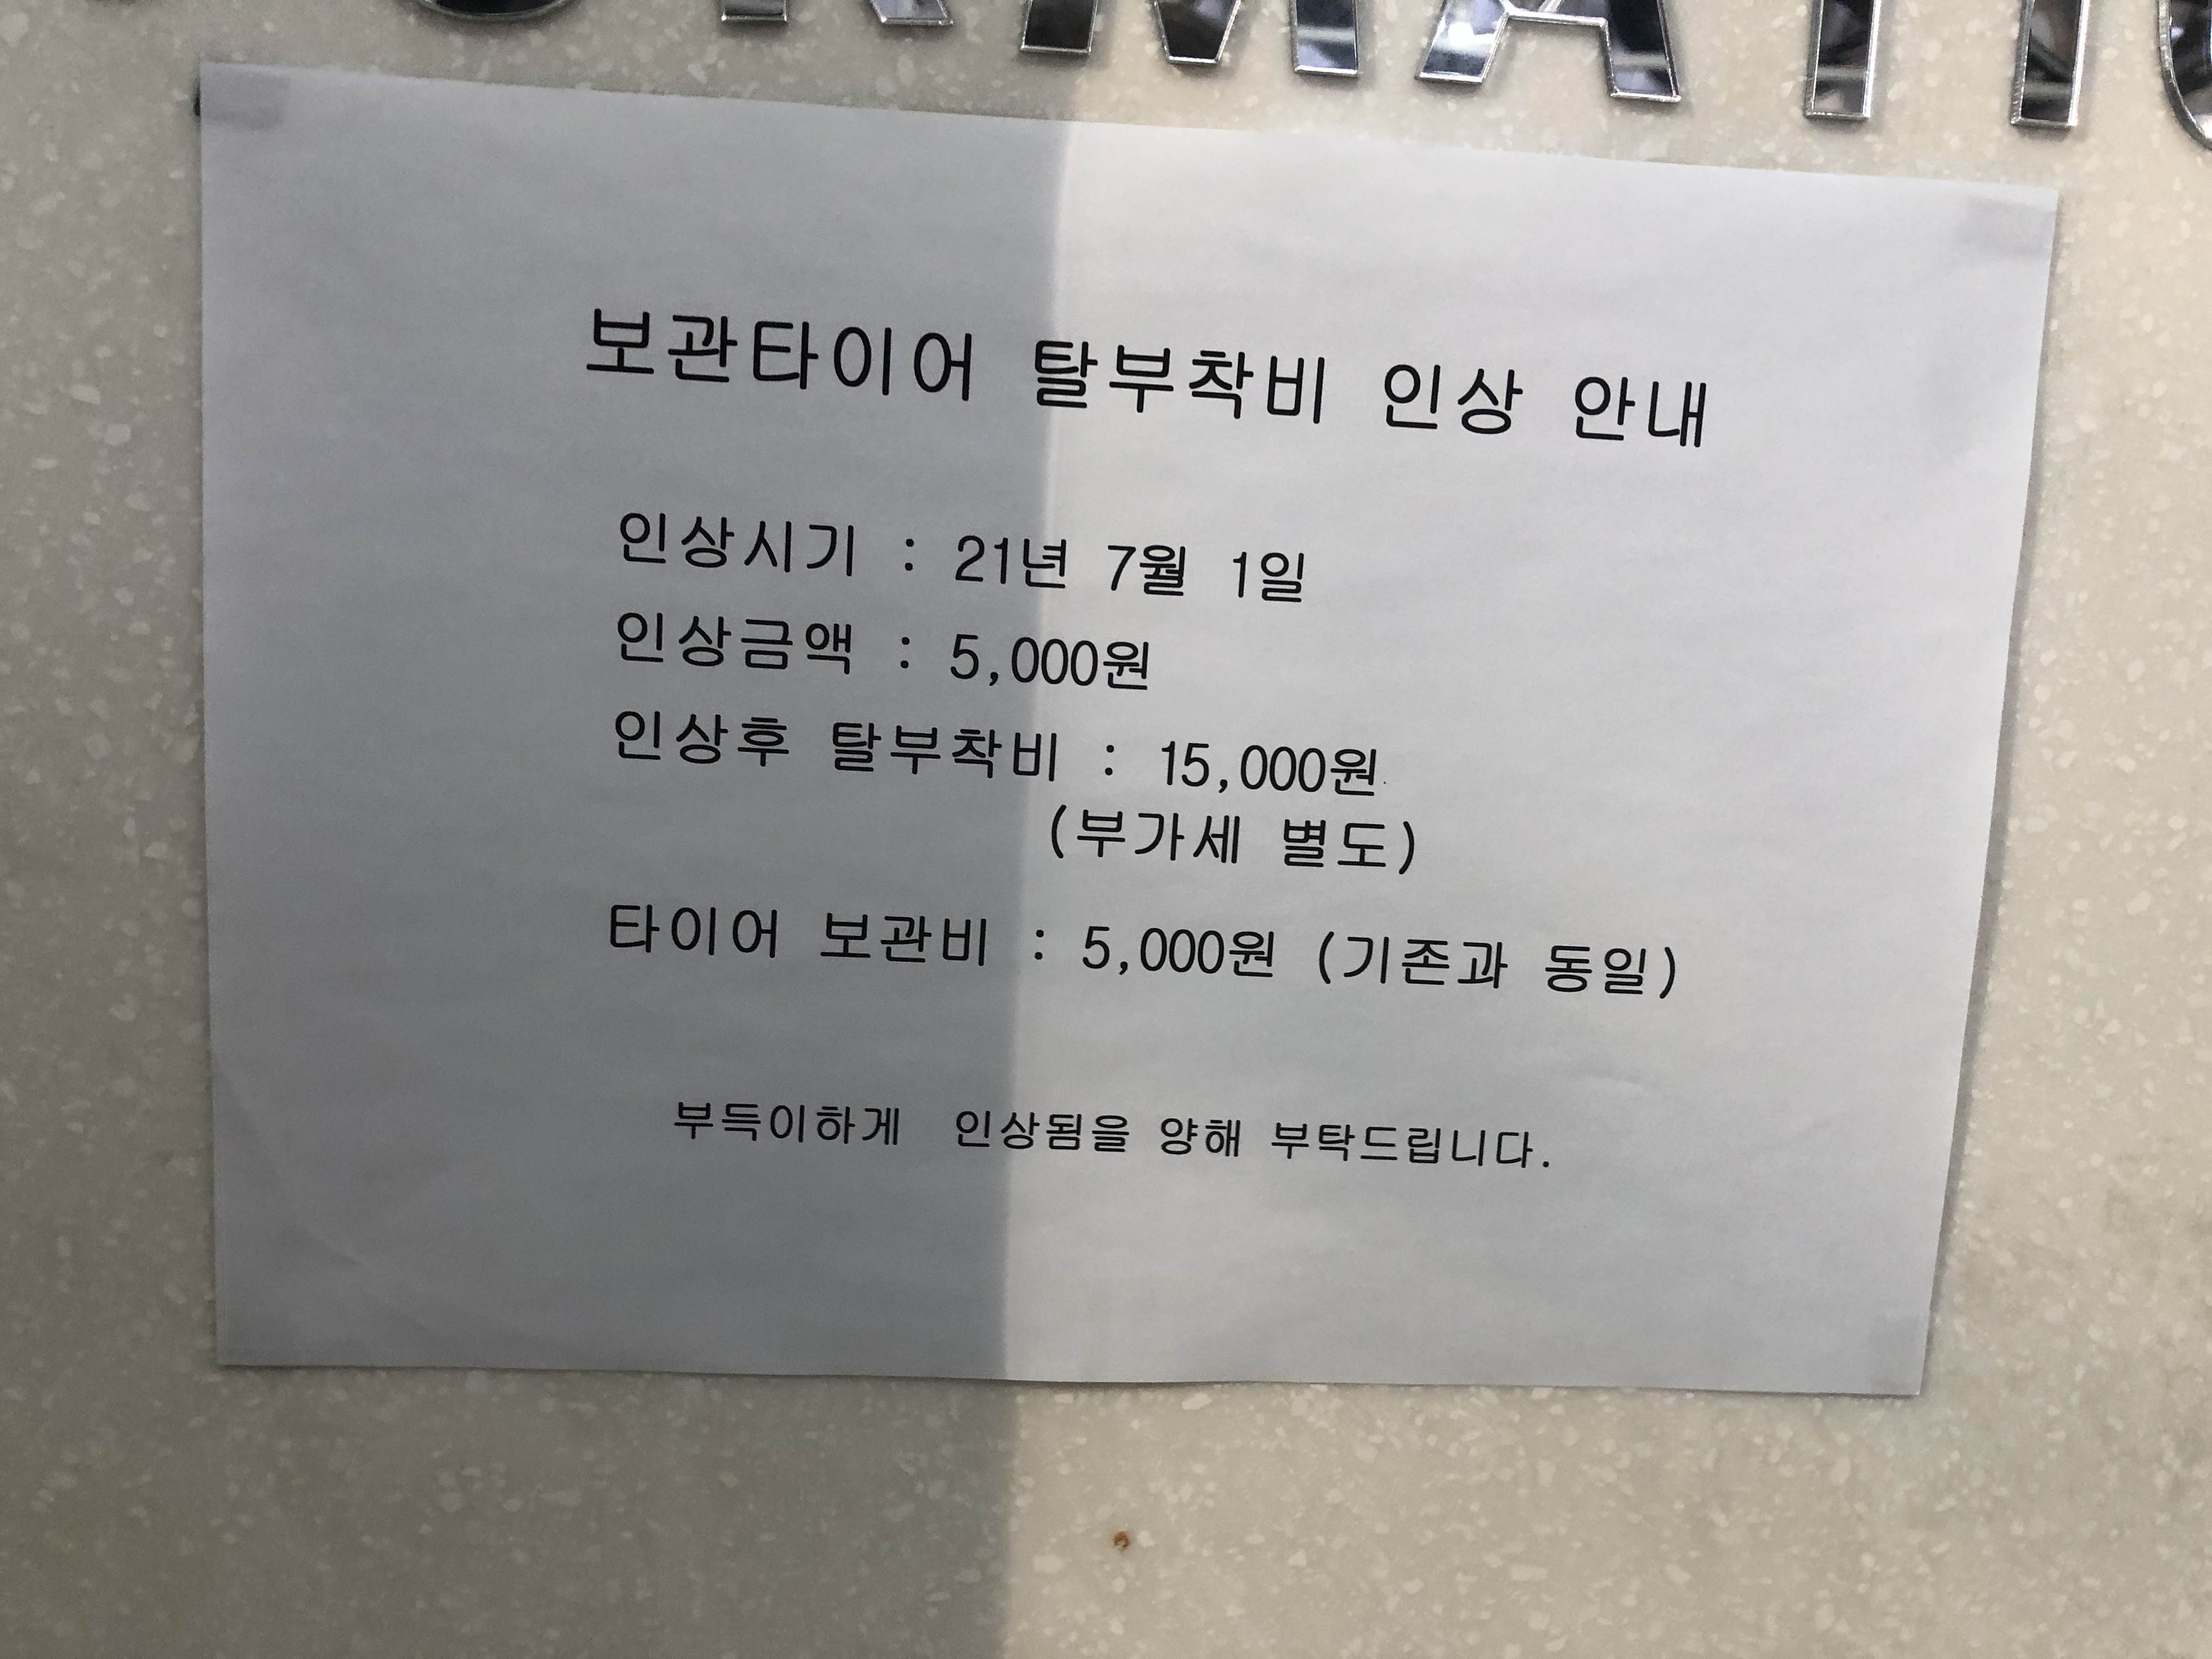 보관타이어 탈부착비 인상 안내
인상시기 : 21년 7월 1일
인상금액 : 5,000원
인상후 탈부착비 : 15,000원
(부가세 별도)
타이어 보관비 : 5,000원 (기존과 동일)
부득이하게 인상됨을 양해 부탁드립니다.